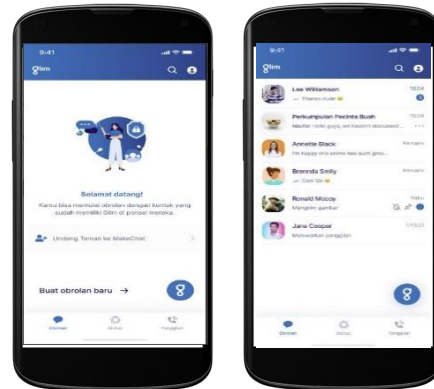 9:41
glim
Selamat datang!
Kamu bisa memulai obrolan dengan kontak yang
sudah memiliki Glim di ponsel mereka.
Undang Teman ke MakeChat
Buat obrolan baru →
Obrolan
Status
Panggilan
9:41
glim
Lee Williamson
Thanks dude
Perkumpulan Pecinta Buah
Annette Black
Kemarin
Brennda Smily
Kemarin
Ronald Mccoy
Rabu
Mengirim gambar
Jane Cooper
Melewatkan panggilan
Obrolan
Status
Panggilan